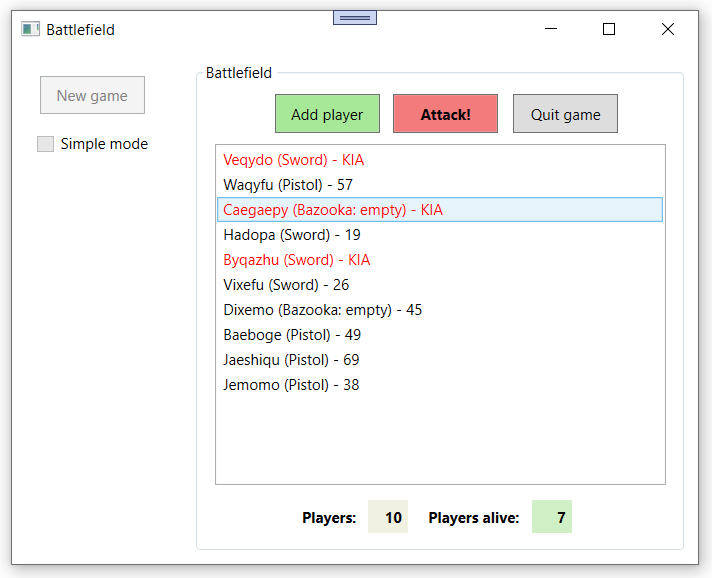 Battlefield
New game
Simple mode
Battlefield
Add player
Attack!
Quit game
Veqydo (Sword) - KIA
Waqyfu (Pistol) - 57
Caegaepy (Bazooka: empty) - KIA
Hadopa (Sword) - 19
Byqazhu (Sword) - KIA
Vixefu (Sword) - 26
Dixemo (Bazooka: empty) - 45
Baeboge (Pistol) - 49
Jaeshiqu (Pistol) - 69
Jemomo (Pistol) - 38
Players: 10 Players alive: 7